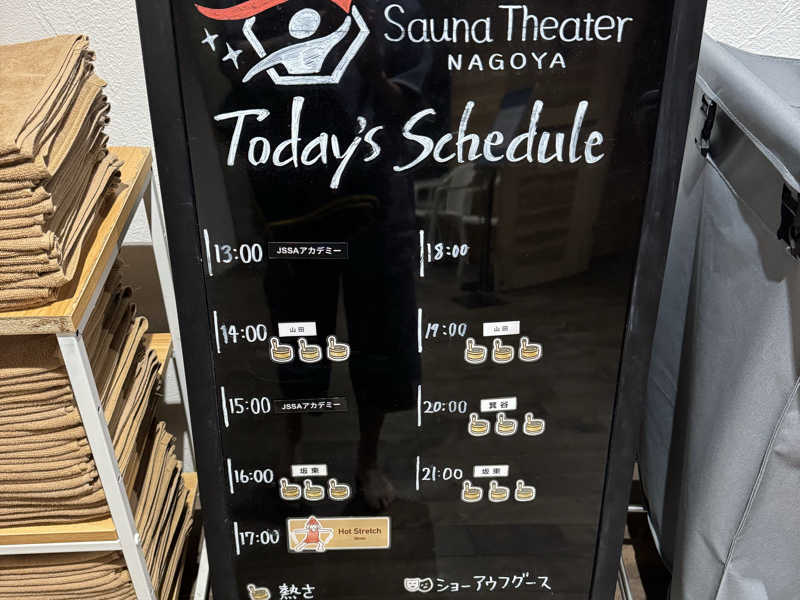 Sauna Theater
NAGOYA
Today's Schedule
13:00 JSSAアカデミー
14:00 山田
15:00 JSSAアカデミー
16:00 坂東
17:00 Hot Stretch
18:00
19:00 山田
20:00 箕谷
21:00 坂東
熱さ
ショーアウフグース